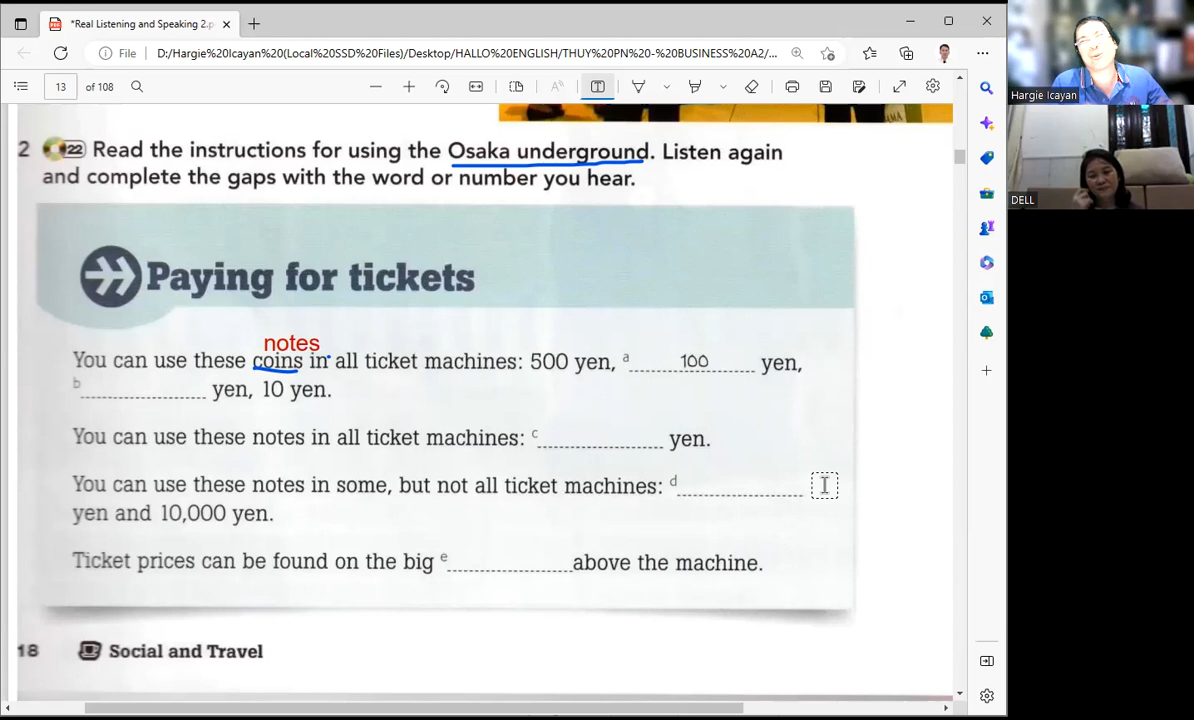 *Real Listening and Speaking 2.p
File
D:/Hargie%20Icayan%20(Local%20SSD%20Files)/Desktop/HALLO%20ENGLISH/THUY%20PN%20-%20BUSINESS%20A2/...
13 of 108
2 22 Read the instructions for using the Osaka underground. Listen again
and complete the gaps with the word or number you hear.
Paying for tickets
notes
You can use these coins in all ticket machines: 500 yen, a 100 yen,
b yen, 10 yen.
You can use these notes in all ticket machines: c yen.
You can use these notes in some, but not all ticket machines: d
yen and 10,000 yen.
Ticket prices can be found on the big e above the machine.
18 Social and Travel
Hargie Icayan
DELL